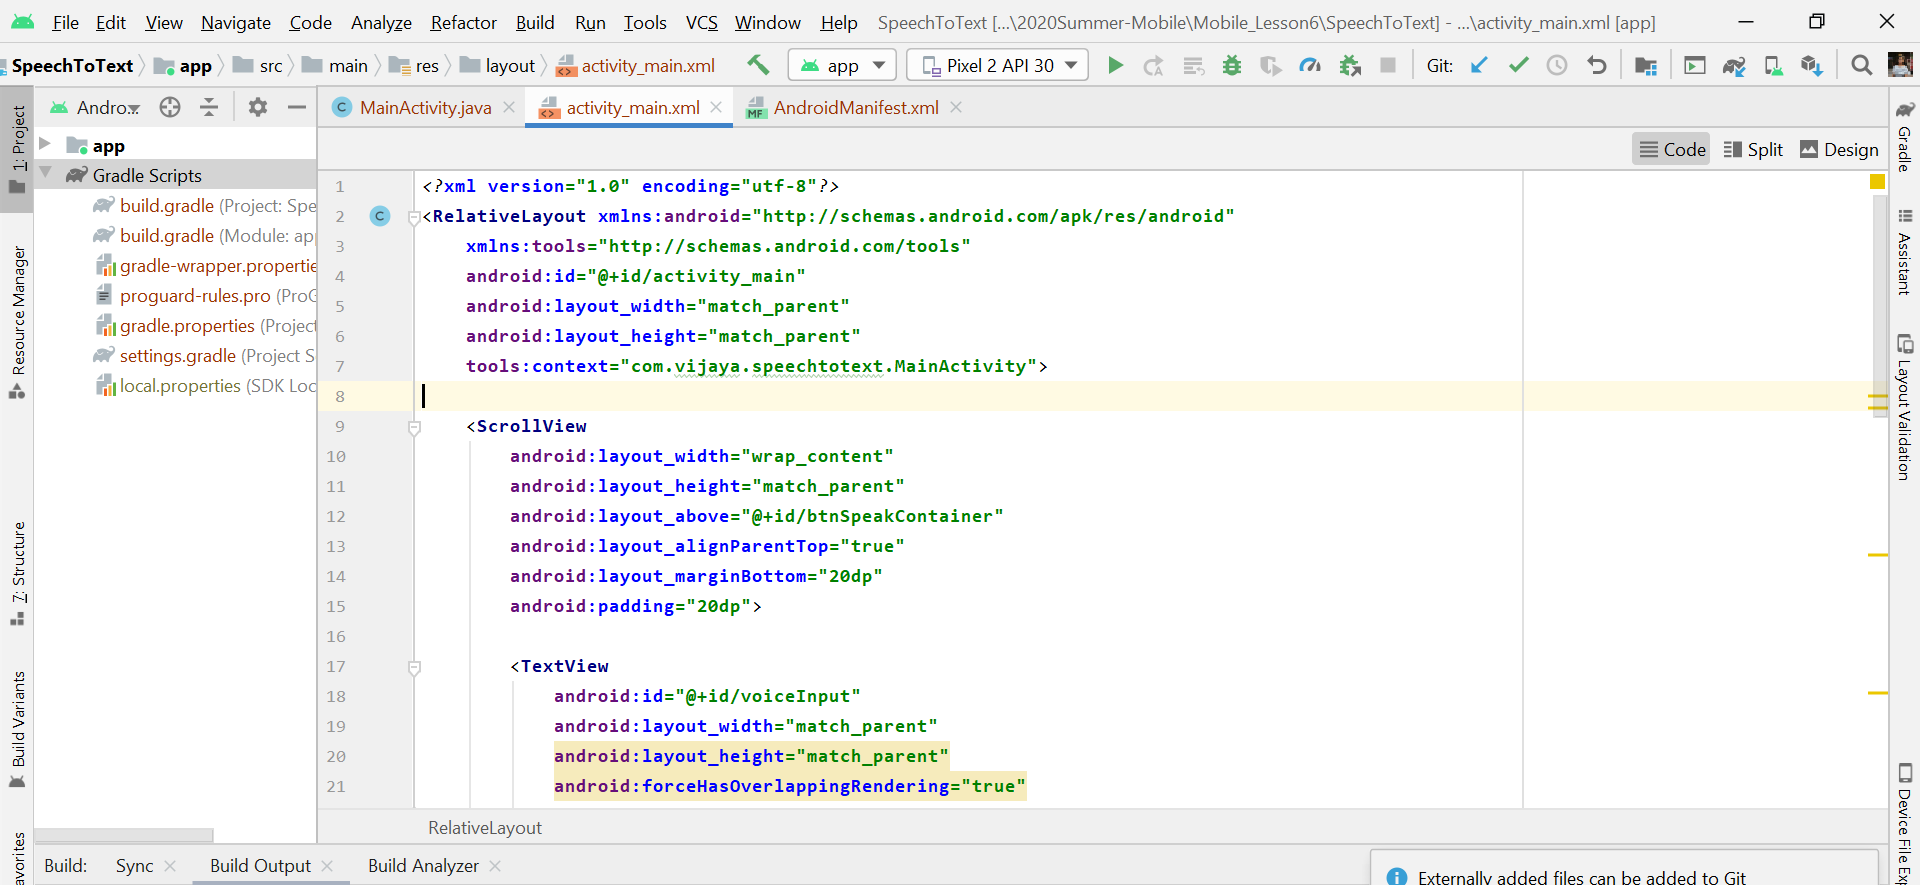 File Edit View Navigate Code Analyze Refactor Build Run Tools VCS Window Help SpeechToText [...\2020Summer-Mobile\Mobile_Lesson6\SpeechToText] - ...\activity_main.xml [app]
SpeechToText app src main res layout activity_main.xml app Pixel 2 API 30 Git:
Andro... MainActivity.java activity_main.xml AndroidManifest.xml
Code Split Design
1: Project
Resource Manager
7: Structure
Build Variants
avorites
app
Gradle Scripts
build.gradle (Project: Spe
build.gradle (Module: app
gradle-wrapper.propertie
proguard-rules.pro (ProG
gradle.properties (Project
settings.gradle (Project S
local.properties (SDK Loc
1 <?xml version="1.0" encoding="utf-8"?>
2 C <RelativeLayout xmlns:android="http://schemas.android.com/apk/res/android"
3 xmlns:tools="http://schemas.android.com/tools"
4 android:id="@+id/activity_main"
5 android:layout_width="match_parent"
6 android:layout_height="match_parent"
7 tools:context="com.vijaya.speechtotext.MainActivity">
8
9 <ScrollView
10 android:layout_width="wrap_content"
11 android:layout_height="match_parent"
12 android:layout_above="@+id/btnSpeakContainer"
13 android:layout_alignParentTop="true"
14 android:layout_marginBottom="20dp"
15 android:padding="20dp">
16
17 <TextView
18 android:id="@+id/voiceInput"
19 android:layout_width="match_parent"
20 android:layout_height="match_parent"
21 android:forceHasOverlappingRendering="true"
RelativeLayout
Gradle
Assistant
Layout Validation
Device File Ex
Build: Sync Build Output Build Analyzer
Externally added files can be added to Git